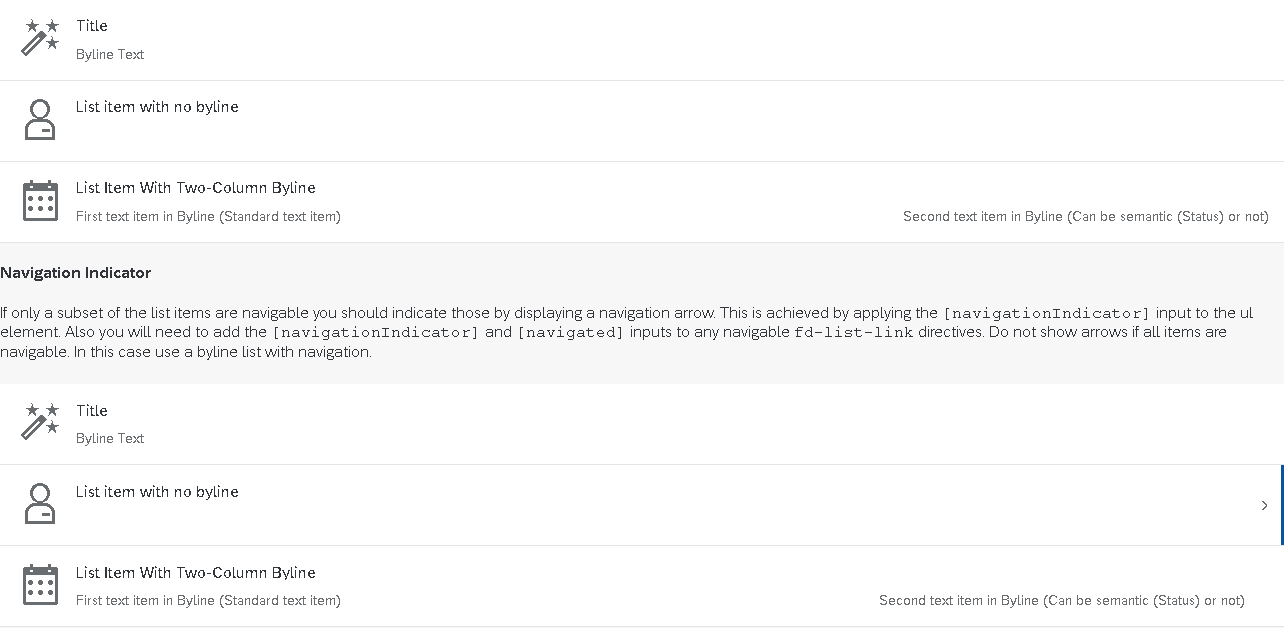 Title
Byline Text
List item with no byline
List Item With Two-Column Byline
First text item in Byline (Standard text item) Second text item in Byline (Can be semantic (Status) or not)
Navigation Indicator
If only a subset of the list items are navigable you should indicate those by displaying a navigation arrow. This is achieved by applying the [navigationIndicator] input to the ul
element. Also you will need to add the [navigationIndicator] and [navigated] inputs to any navigable fd-list-link directives. Do not show arrows if all items are
navigable. In this case use a byline list with navigation.
Title
Byline Text
List item with no byline
List Item With Two-Column Byline
First text item in Byline (Standard text item) Second text item in Byline (Can be semantic (Status) or not)